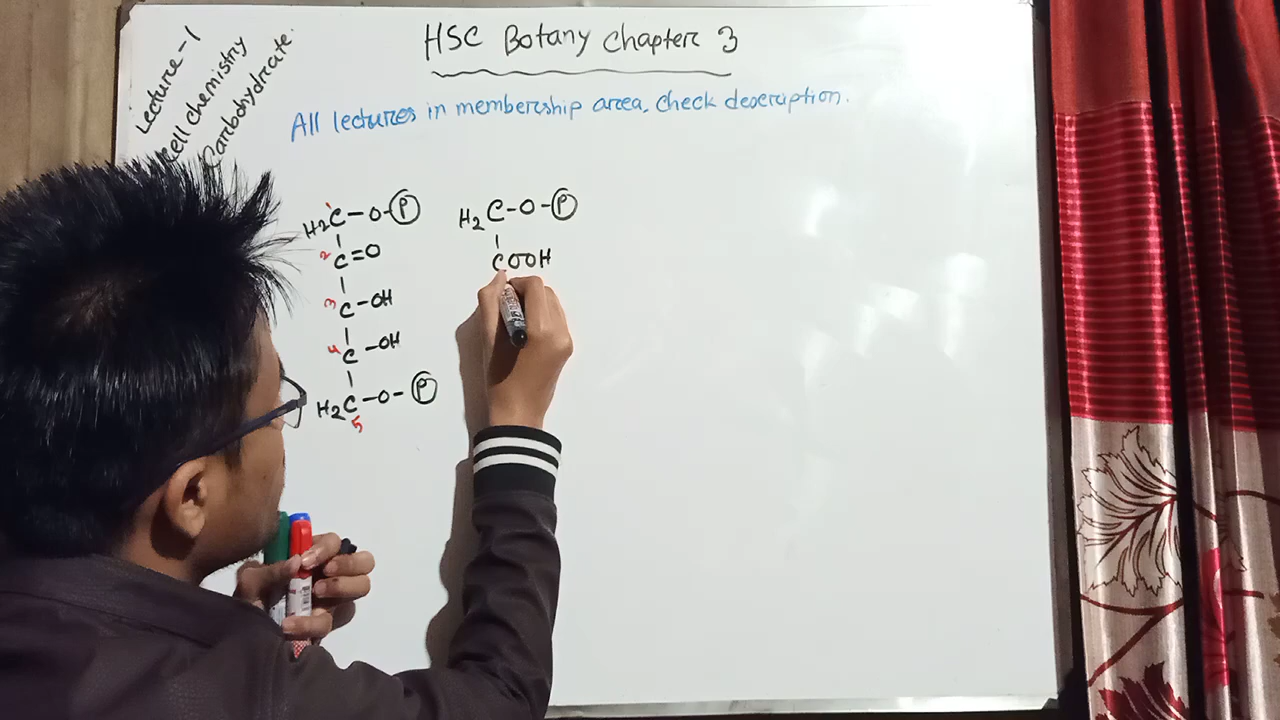 Lecture-1
Cell chemistry
Carbohydrate.
HSC Botany Chapter 3
All lectures in membership area, check description.
H2C-O-P
1
2 C=O
3 C-OH
4 C-OH
H2C-O-P
5
H2C-O-P
COOH